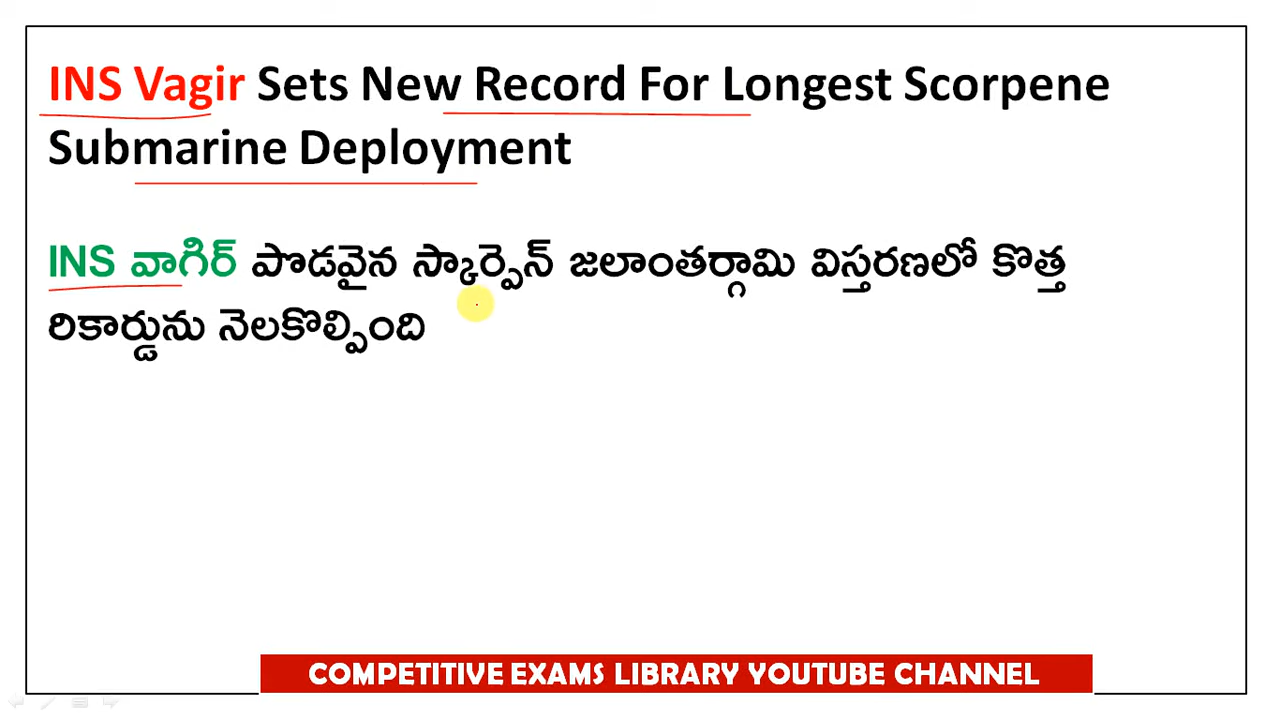 INS Vagir Sets New Record For Longest Scorpene
Submarine Deployment
INS వాగిర్ పొడవైన స్కార్పెన్ జలాంతర్గామి విస్తరణలో కొత్త
రికార్డును నెలకొల్పింది
COMPETITIVE EXAMS LIBRARY YOUTUBE CHANNEL